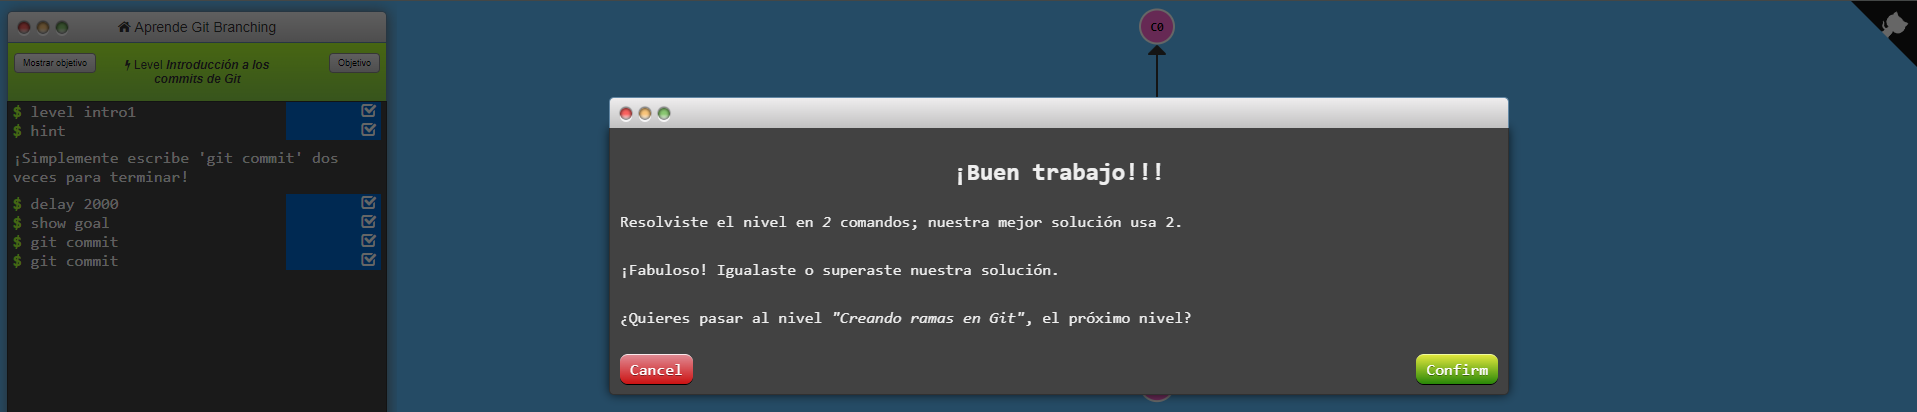 Aprende Git Branching
Mostrar objetivo
Level Introducción a los
commits de Git
Objetivo
$ level intro1
$ hint
¡Simplemente escribe 'git commit' dos
veces para terminar!
$ delay 2000
$ show goal
$ git commit
$ git commit
C0
¡Buen trabajo!!!
Resolviste el nivel en 2 comandos; nuestra mejor solución usa 2.
¡Fabuloso! Igualaste o superaste nuestra solución.
¿Quieres pasar al nivel "Creando ramas en Git", el próximo nivel?
Cancel
Confirm